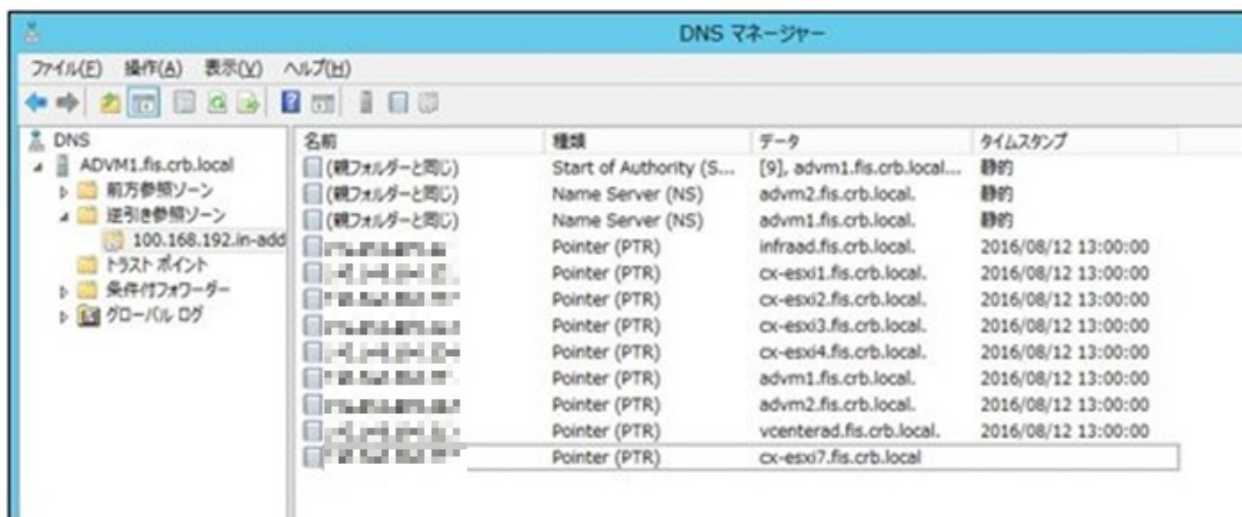 DNS マネージャー
ファイル(F) 操作(A) 表示(V) ヘルプ(H)
DNS
ADVM1.fis.crb.local
前方参照ゾーン
逆引き参照ゾーン
100.168.192.in-add
トラスト ポイント
条件付フォワーダー
グローバル ログ
名前 種類 データ タイムスタンプ
(親フォルダーと同じ) Start of Authority (S... [9], advm1.fis.crb.local... 静的
(親フォルダーと同じ) Name Server (NS) advm2.fis.crb.local. 静的
(親フォルダーと同じ) Name Server (NS) advm1.fis.crb.local. 静的
Pointer (PTR) infraad.fis.crb.local. 2016/08/12 13:00:00
Pointer (PTR) cx-esxi1.fis.crb.local. 2016/08/12 13:00:00
Pointer (PTR) cx-esxi2.fis.crb.local. 2016/08/12 13:00:00
Pointer (PTR) cx-esxi3.fis.crb.local. 2016/08/12 13:00:00
Pointer (PTR) cx-esxi4.fis.crb.local. 2016/08/12 13:00:00
Pointer (PTR) advm1.fis.crb.local. 2016/08/12 13:00:00
Pointer (PTR) advm2.fis.crb.local. 2016/08/12 13:00:00
Pointer (PTR) vcenterad.fis.crb.local. 2016/08/12 13:00:00
Pointer (PTR) cx-esxi7.fis.crb.local